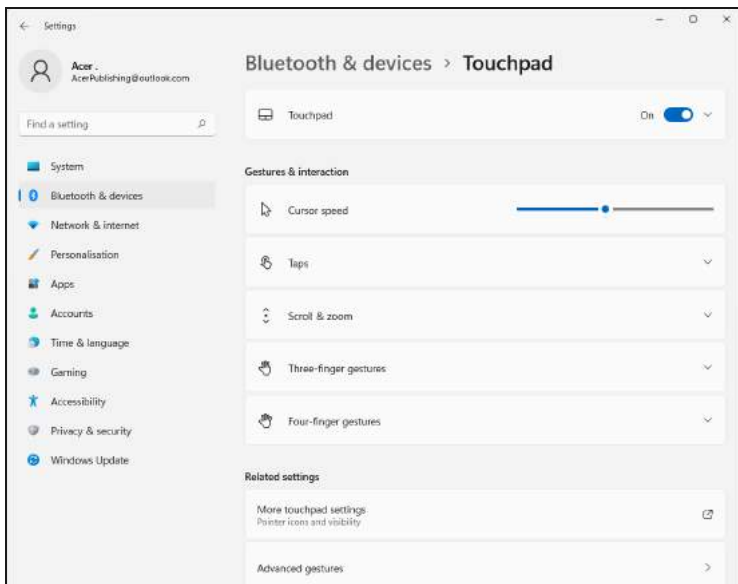 Settings
Acer .
AcerPublishing@outlook.com
Find a setting
System
Bluetooth & devices
Network & internet
Personalisation
Apps
Accounts
Time & language
Gaming
Accessibility
Privacy & security
Windows Update
Bluetooth & devices > Touchpad
Touchpad
On
Gestures & interaction
Cursor speed
Taps
Scroll & zoom
Three-finger gestures
Four-finger gestures
Related settings
More touchpad settings
Pointer icons and visibility
Advanced gestures